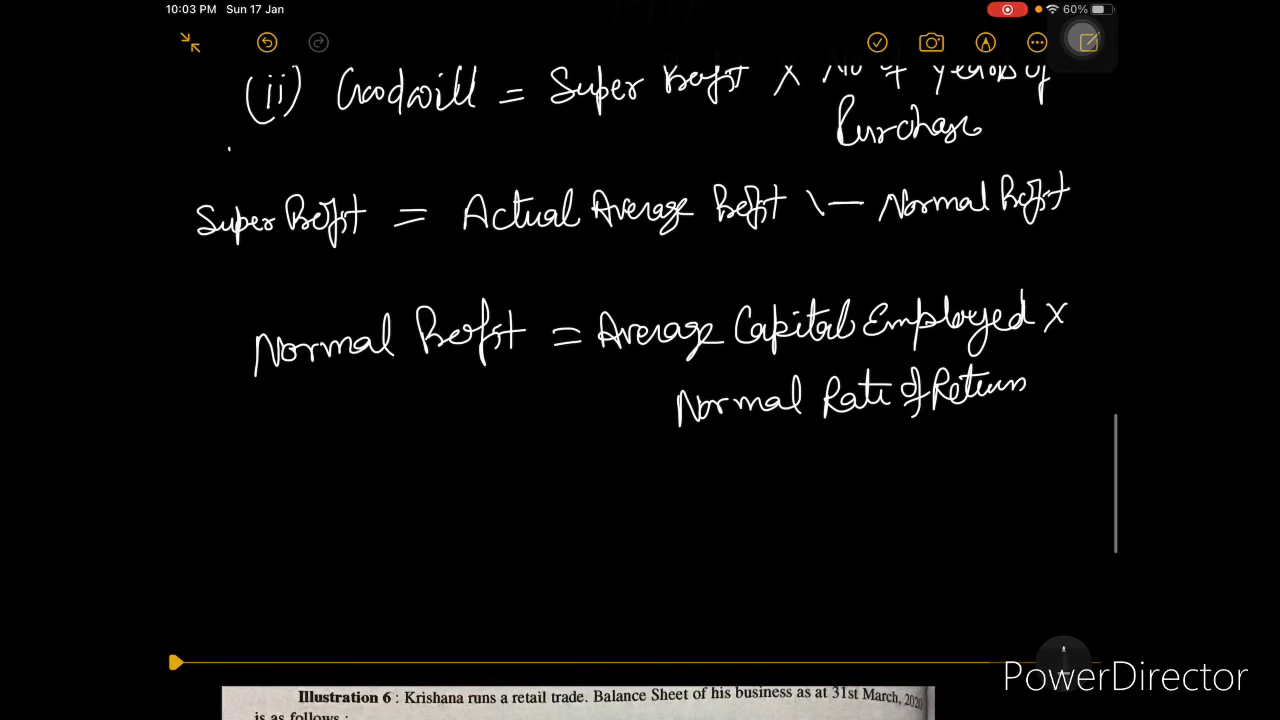 10:03 PM Sun 17 Jan 60%
(ii) Goodwill = Super Profit X No of Years of
Purchase
Super Profit = Actual Average Profit \ — Normal Profit
Normal Profit = Average Capital Employed X
Normal Rate of Return
Illustration 6 : Krishana runs a retail trade. Balance Sheet of his business as at 31st March, 2020
is as follows :
PowerDirector